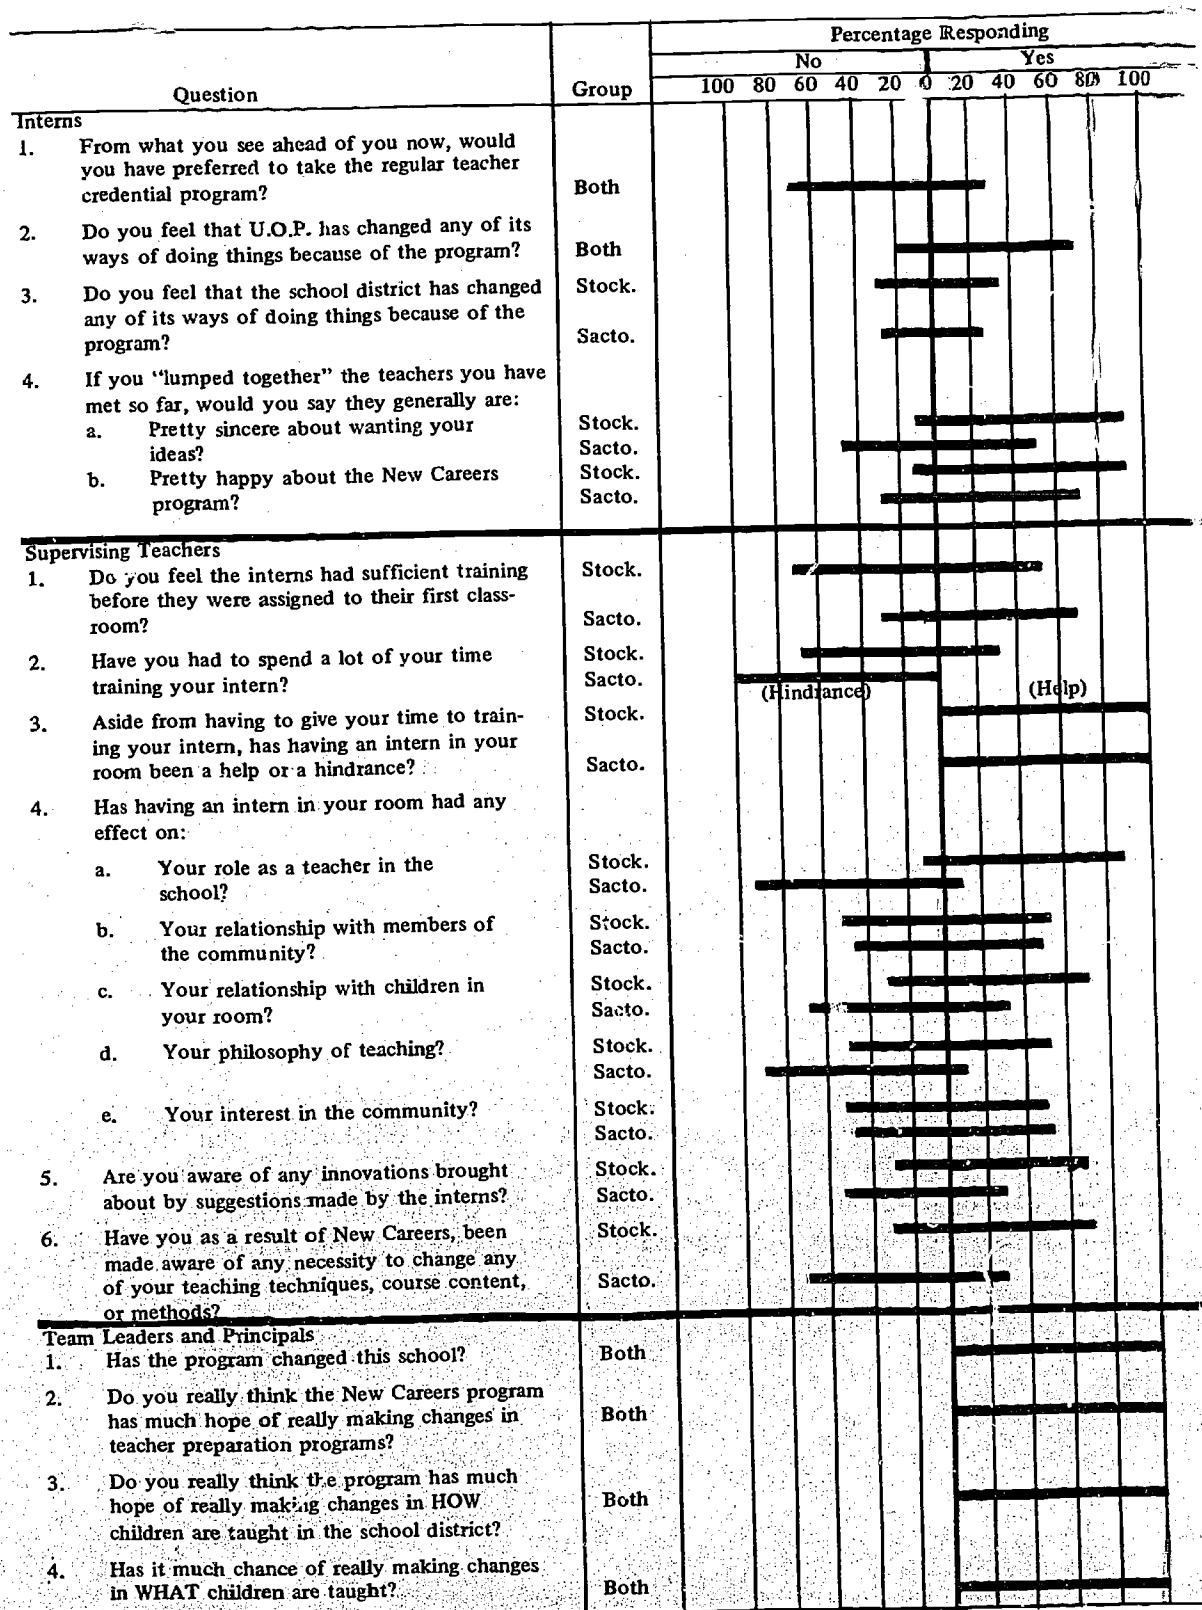 Percentage Responding
No Yes
Question Group 100 80 60 40 20 0 20 40 60 80 100
Interns
1. From what you see ahead of you now, would
you have preferred to take the regular teacher
credential program? Both
2. Do you feel that U.O.P. has changed any of its
ways of doing things because of the program? Both
3. Do you feel that the school district has changed Stock.
any of its ways of doing things because of the
program? Sacto.
4. If you "lumped together" the teachers you have
met so far, would you say they generally are:
a. Pretty sincere about wanting your Stock.
ideas? Sacto.
b. Pretty happy about the New Careers Stock.
program? Sacto.
Supervising Teachers
1. Do you feel the interns had sufficient training Stock.
before they were assigned to their first class-
room? Sacto.
2. Have you had to spend a lot of your time Stock.
training your intern? Sacto.
(Hindrance) (Help)
3. Aside from having to give your time to train- Stock.
ing your intern, has having an intern in your
room been a help or a hindrance? Sacto.
4. Has having an intern in your room had any
effect on:
a. Your role as a teacher in the Stock.
school? Sacto.
b. Your relationship with members of Stock.
the community? Sacto.
c. Your relationship with children in Stock.
your room? Sacto.
d. Your philosophy of teaching? Stock.
Sacto.
e. Your interest in the community? Stock.
Sacto.
5. Are you aware of any innovations brought Stock.
about by suggestions made by the interns? Sacto.
6. Have you as a result of New Careers, been Stock.
made aware of any necessity to change any
of your teaching techniques, course content, Sacto.
or methods?
Team Leaders and Principals
1. Has the program changed this school? Both
2. Do you really think the New Careers program
has much hope of really making changes in Both
teacher preparation programs?
3. Do you really think the program has much
hope of really making changes in HOW Both
children are taught in the school district?
4. Has it much chance of really making changes
in WHAT children are taught? Both